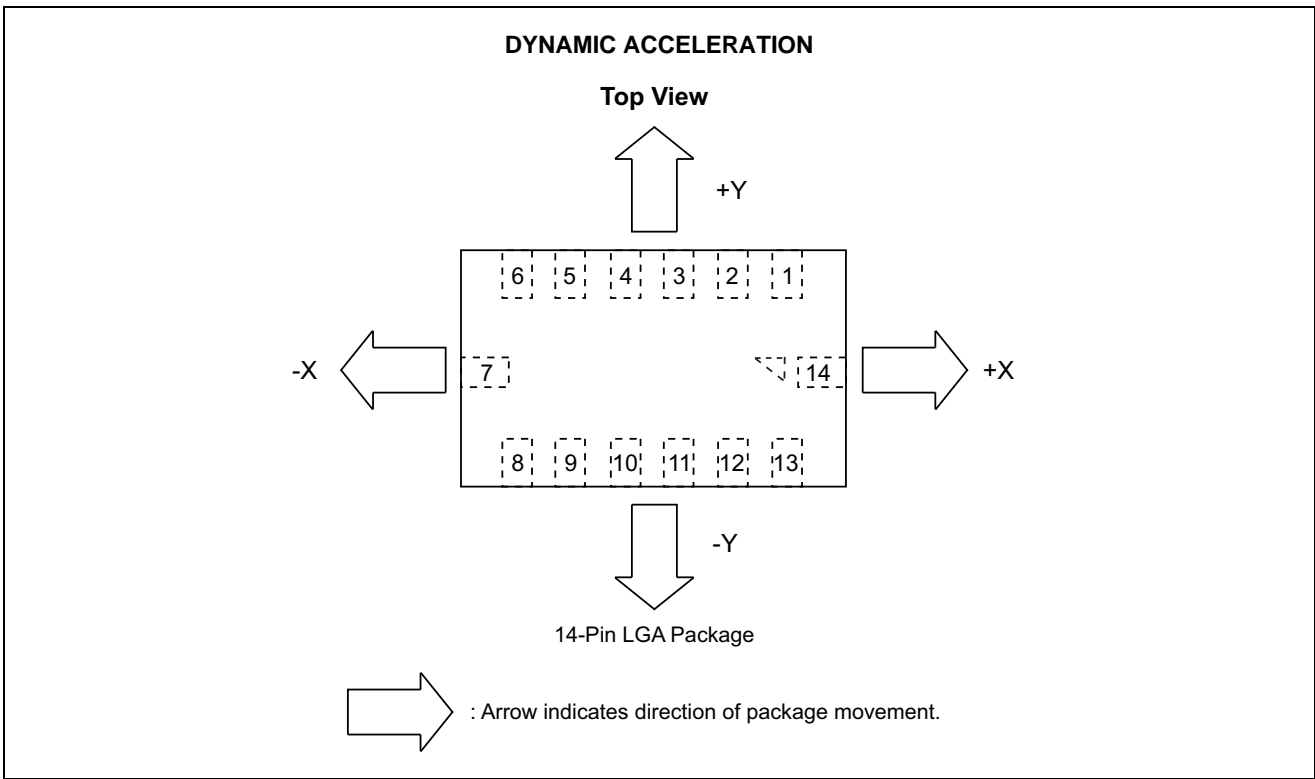 DYNAMIC ACCELERATION
Top View
+Y
6 5 4 3 2 1
-X 7 14 +X
8 9 10 11 12 13
-Y
14-Pin LGA Package
: Arrow indicates direction of package movement.